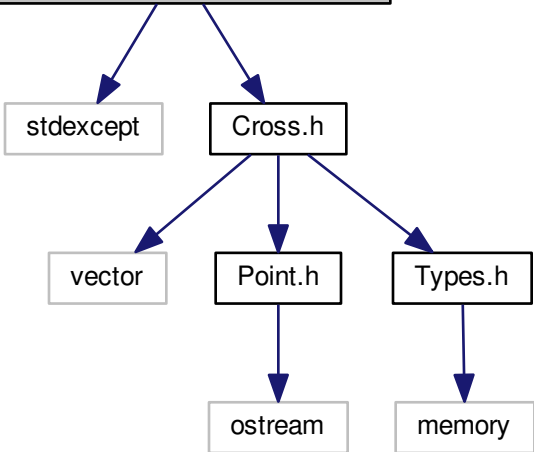 stdexcept
Cross.h
vector
Point.h
Types.h
ostream
memory